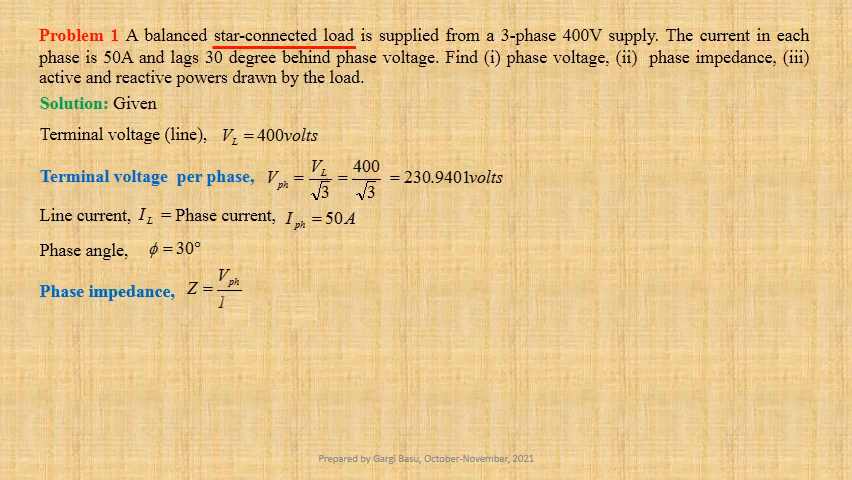 Problem 1 A balanced star-connected load is supplied from a 3-phase 400V supply. The current in each
phase is 50A and lags 30 degree behind phase voltage. Find (i) phase voltage, (ii) phase impedance, (iii)
active and reactive powers drawn by the load.
Solution: Given
Terminal voltage (line), V_L = 400volts
Terminal voltage per phase, V_ph = V_L/√3 = 400/√3 = 230.9401volts
Line current, I_L = Phase current, I_ph = 50A
Phase angle, ϕ = 30°
Phase impedance, Z = V_ph/I
Prepared by Gargi Basu, October-November, 2021